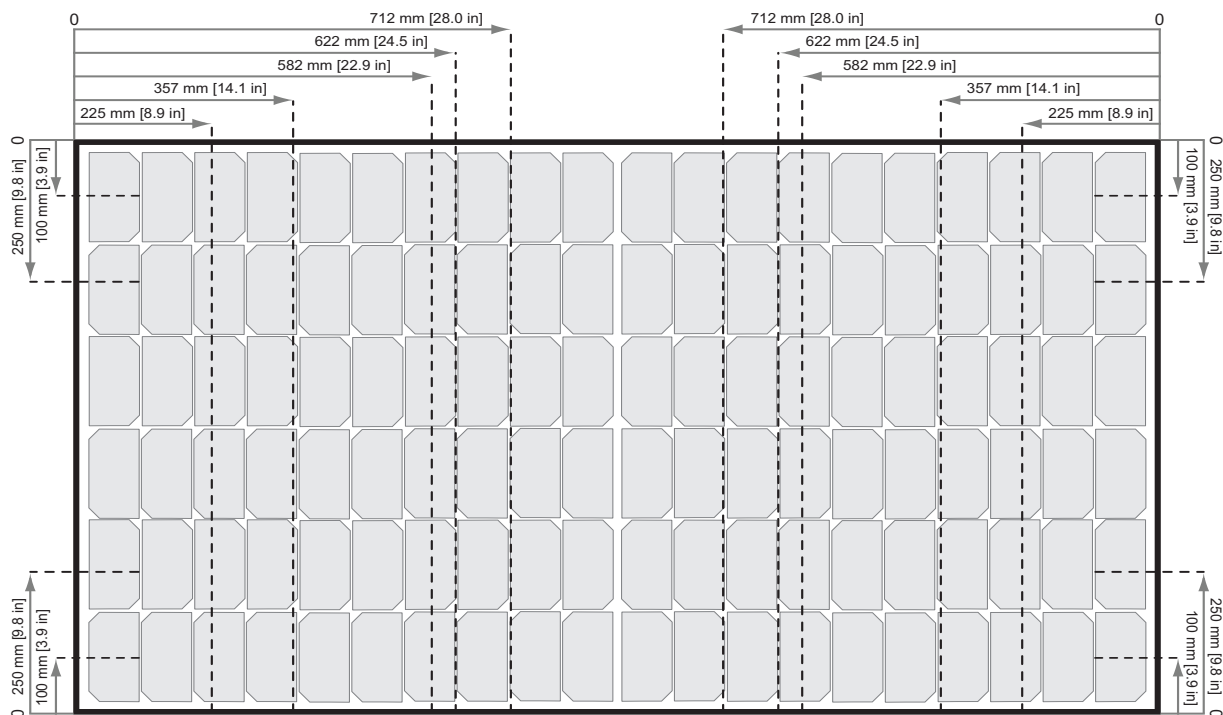 0
712 mm [28.0 in]
712 mm [28.0 in]
0
622 mm [24.5 in]
622 mm [24.5 in]
582 mm [22.9 in]
582 mm [22.9 in]
357 mm [14.1 in]
357 mm [14.1 in]
225 mm [8.9 in]
225 mm [8.9 in]
0
250 mm [9.8 in]
100 mm [3.9 in]
100 mm [3.9 in]
250 mm [9.8 in]
0
250 mm [9.8 in]
100 mm [3.9 in]
0
100 mm [3.9 in]
250 mm [9.8 in]
0